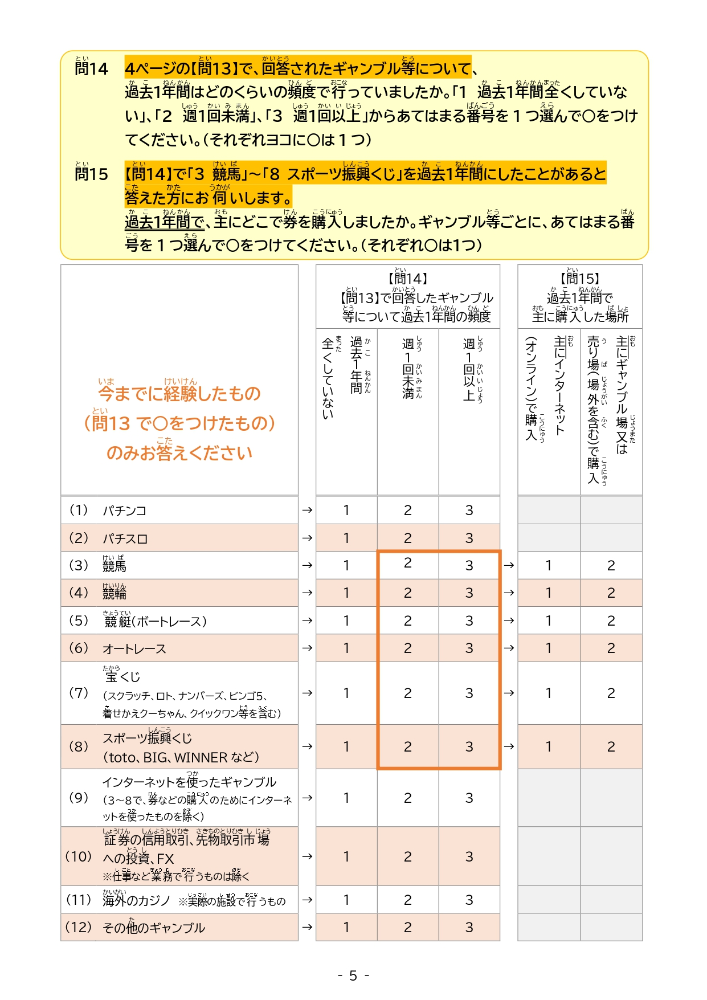 問14 4ページの【問13】で、回答されたギャンブル等について、
過去1年間はどのくらいの頻度で行っていましたか。「1 過去1年間全くしていな
い」、「2 週1回未満」、「3 週1回以上」からあてはまる番号を1つ選んで〇をつけ
てください。（それぞれヨコに〇は1つ）
問15 【問14】で「3 競馬」～「8 スポーツ振興くじ」を過去1年間にしたことがあると
答えた方にお伺いします。
過去1年間で、主にどこで券を購入しましたか。ギャンブル等ごとに、あてはまる番
号を1つ選んで〇をつけてください。（それぞれ〇は1つ）
今までに経験したもの
（問13 で〇をつけたもの）
のみお答えください
【問14】
【問13】で回答したギャンブル
等について過去1年間の頻度
過去1年間
全くしていない
週1回未満
週1回以上
【問15】
過去1年間で
主に購入した場所
主にインターネット
（オンライン）で購入
主にギャンブル場又は
売り場（場外を含む）で購入
（1） パチンコ → 1 2 3
（2） パチスロ → 1 2 3
（3） 競馬 → 1 2 3 → 1 2
（4） 競輪 → 1 2 3 → 1 2
（5） 競艇（ボートレース） → 1 2 3 → 1 2
（6） オートレース → 1 2 3 → 1 2
（7） 宝くじ
（スクラッチ、ロト、ナンバーズ、ビンゴ5、
着せかえクーちゃん、クイックワン等を含む） → 1 2 3 → 1 2
（8） スポーツ振興くじ
（toto、BIG、WINNER など） → 1 2 3 → 1 2
（9） インターネットを使ったギャンブル
（3～8で、券などの購入のためにインターネ
ットを使ったものを除く） → 1 2 3
（10） 証券の信用取引、先物取引市場
への投資、FX
※仕事など業務で行うものは除く → 1 2 3
（11） 海外のカジノ ※実際の施設で行うもの → 1 2 3
（12） その他のギャンブル → 1 2 3
- 5 -